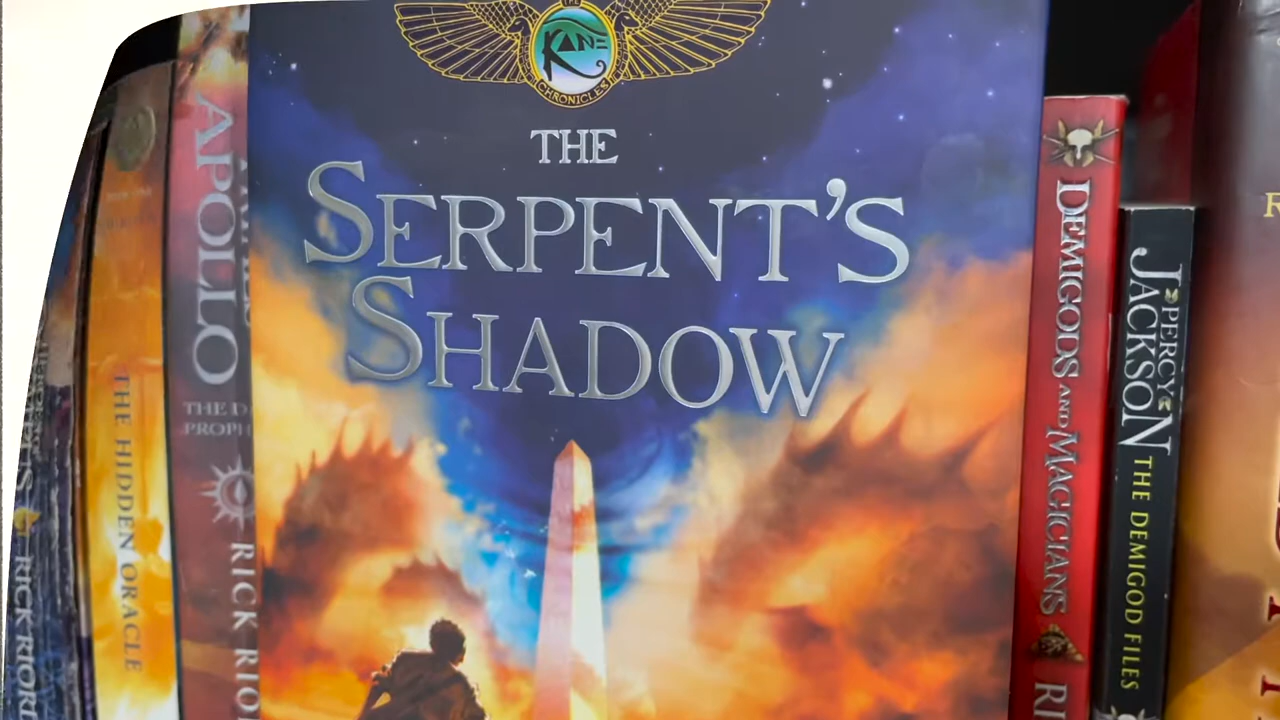 THE
KANE
CHRONICLES
THE
SERPENT'S
SHADOW
RICK RIORD
THE HIDDEN ORACLE
APOLLO
THE D
PROPH
RICK RIOR
DEMIGODS AND MAGICIANS
RI
PERCY
JACKSON
THE DEMIGOD FILES
R